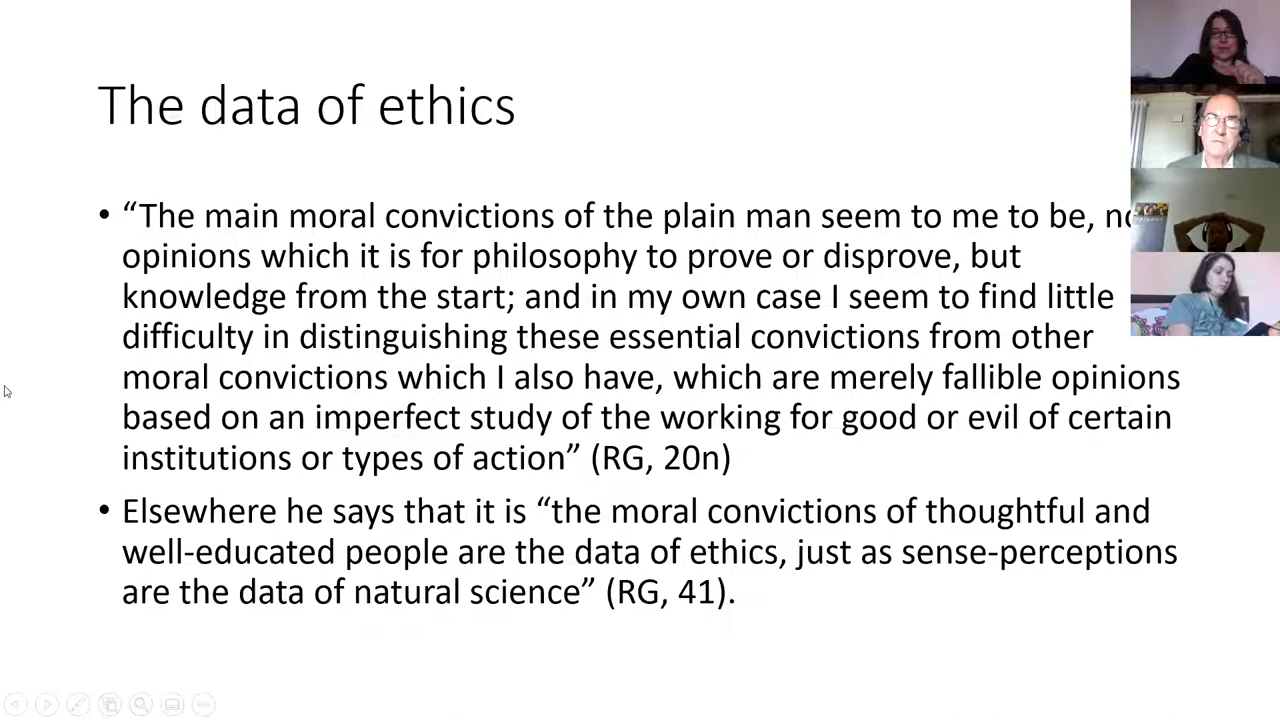 The data of ethics
• “The main moral convictions of the plain man seem to me to be,
opinions which it is for philosophy to prove or disprove, but
knowledge from the start; and in my own case I seem to find little
difficulty in distinguishing these essential convictions from other
moral convictions which I also have, which are merely fallible opinions
based on an imperfect study of the working for good or evil of certain
institutions or types of action” (RG, 20n)
• Elsewhere he says that it is “the moral convictions of thoughtful and
well-educated people are the data of ethics, just as sense-perceptions
are the data of natural science” (RG, 41).